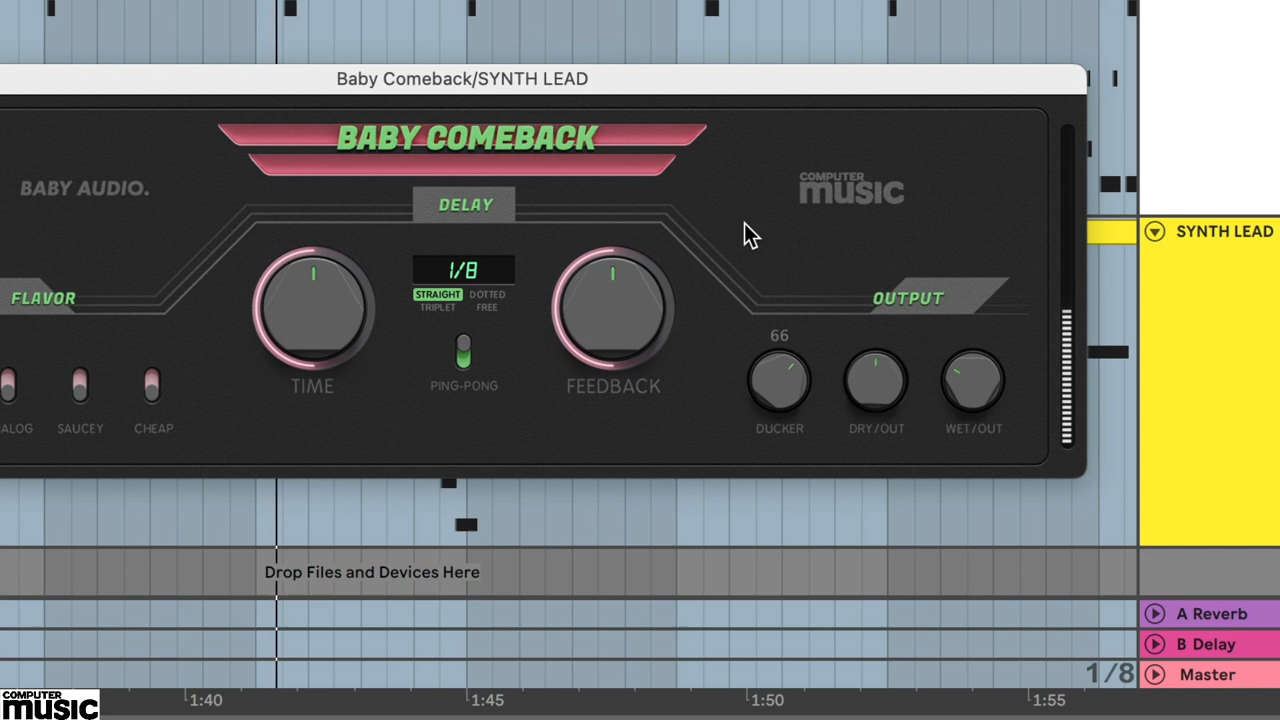 Baby Comeback/SYNTH LEAD
BABY COMEBACK
BABY AUDIO.
COMPUTER
music
DELAY
SYNTH LEAD
1/8
STRAIGHT DOTTED
TRIPLET FREE
FLAVOR
OUTPUT
66
TIME
PING-PONG
FEEDBACK
ALOG
SAUCEY
CHEAP
DUCKER
DRY/OUT
WET/OUT
Drop Files and Devices Here
A Reverb
B Delay
1/8
Master
COMPUTER
music
1:40
1:45
1:50
1:55